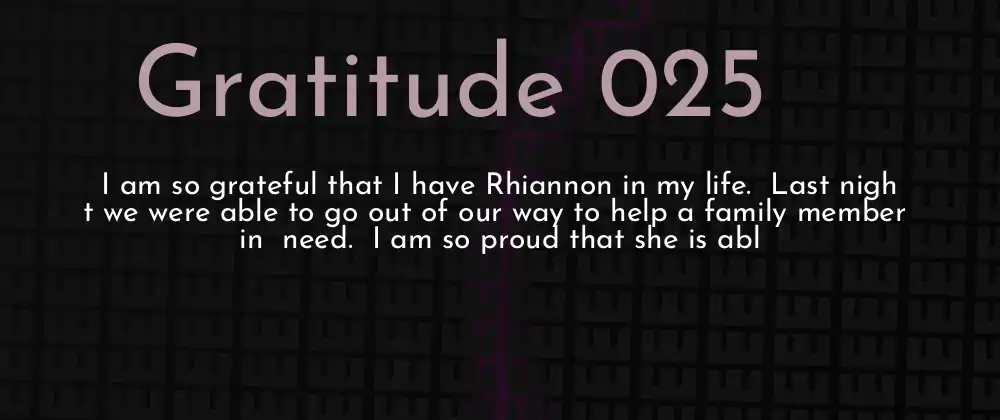 Gratitude 025
I am so grateful that I have Rhiannon in my life.  Last nigh
t we were able to go out of our way to help a family member
in  need.  I am so proud that she is abl